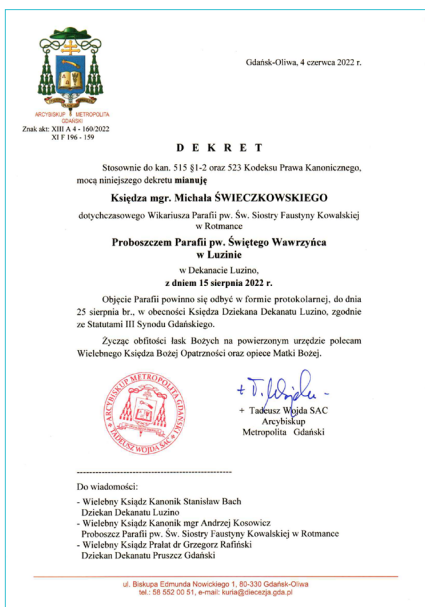 Gdańsk-Oliwa, 4 czerwca 2022 r.
ARCYBISKUP METROPOLITA
GDAŃSKI
Znak akt: XIII A 4 - 160/2022
XI F 196 - 159
D E K R E T
Stosownie do kan. 515 §1-2 oraz 523 Kodeksu Prawa Kanonicznego,
mocą niniejszego dekretu mianuję
Księdza mgr. Michała ŚWIECZKOWSKIEGO
dotychczasowego Wikariusza Parafii pw. Św. Siostry Faustyny Kowalskiej
w Rotmance
Proboszczem Parafii pw. Świętego Wawrzyńca
w Luzinie
w Dekanacie Luzino,
z dniem 15 sierpnia 2022 r.
Objęcie Parafii powinno się odbyć w formie protokolarnej, do dnia
25 sierpnia br., w obecności Księdza Dziekana Dekanatu Luzino, zgodnie
ze Statutami III Synodu Gdańskiego.
Życząc obfitości łask Bożych na powierzonym urzędzie polecam
Wielebnego Księdza Bożej Opatrzności oraz opiece Matki Bożej.
ARCYBISKUP METROPOLITA GDAŃSKI
TADEUSZ WOJDA SAC
+ T. Wojda
+ Tadeusz Wojda SAC
Arcybiskup
Metropolita Gdański
Do wiadomości:
- Wielebny Ksiądz Kanonik Stanisław Bach
Dziekan Dekanatu Luzino
- Wielebny Ksiądz Kanonik mgr Andrzej Kosowicz
Proboszcz Parafii pw. Św. Siostry Faustyny Kowalskiej w Rotmance
- Wielebny Ksiądz Prałat dr Grzegorz Rafiński
Dziekan Dekanatu Pruszcz Gdański
ul. Biskupa Edmunda Nowickiego 1, 80-330 Gdańsk-Oliwa
tel.: 58 552 00 51, e-mail: kuria@diecezja.gda.pl